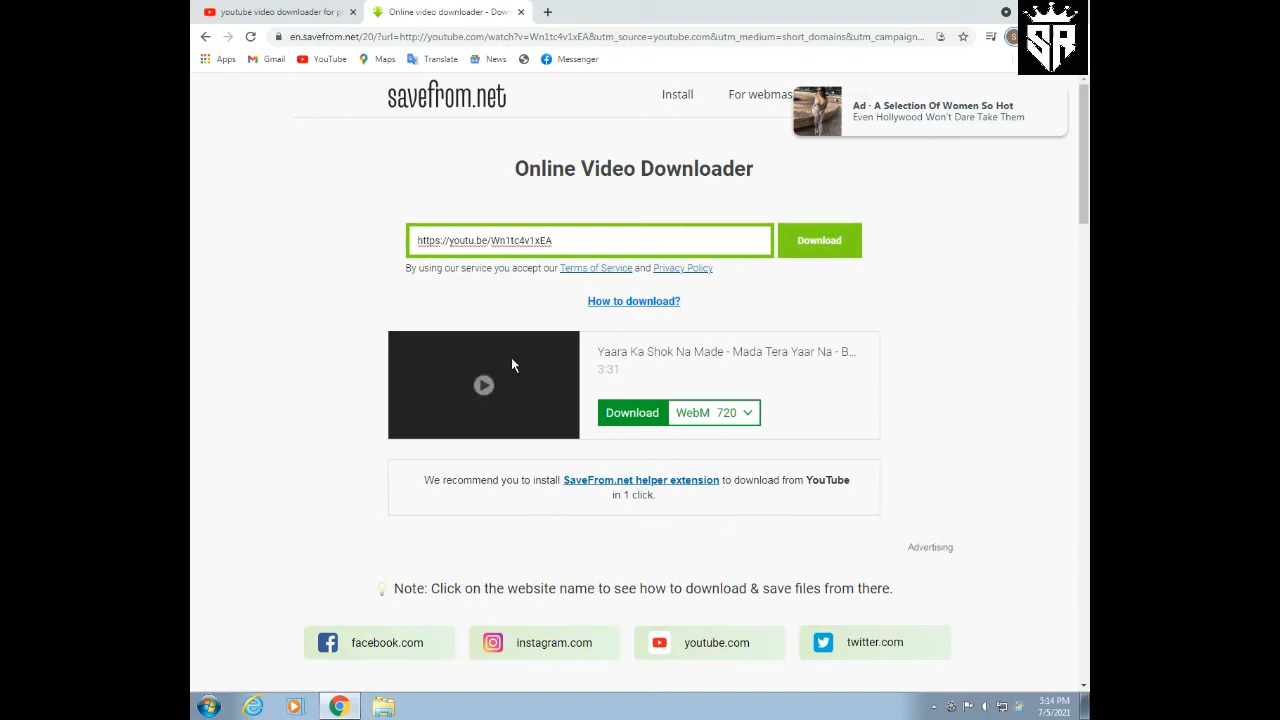 youtube video downloader for p
Online video downloader - Dow
en.savefrom.net/20/?url=http://youtube.com/watch?v=Wn1tc4v1xEA&utm_source=youtube.com&utm_medium=short_domains&utm_campaign...
Apps Gmail YouTube Maps Translate News Messenger
SR
savefrom.net
Install For webmas
Ad - A Selection Of Women So Hot
Even Hollywood Won't Dare Take Them
Online Video Downloader
https://youtu.be/Wn1tc4v1xEA
Download
By using our service you accept our Terms of Service and Privacy Policy
How to download?
Yaara Ka Shok Na Made - Mada Tera Yaar Na - B...
3:31
Download WebM 720
We recommend you to install SaveFrom.net helper extension to download from YouTube
in 1 click.
Advertising
Note: Click on the website name to see how to download & save files from there.
facebook.com instagram.com youtube.com twitter.com
5:14 PM
7/5/2021